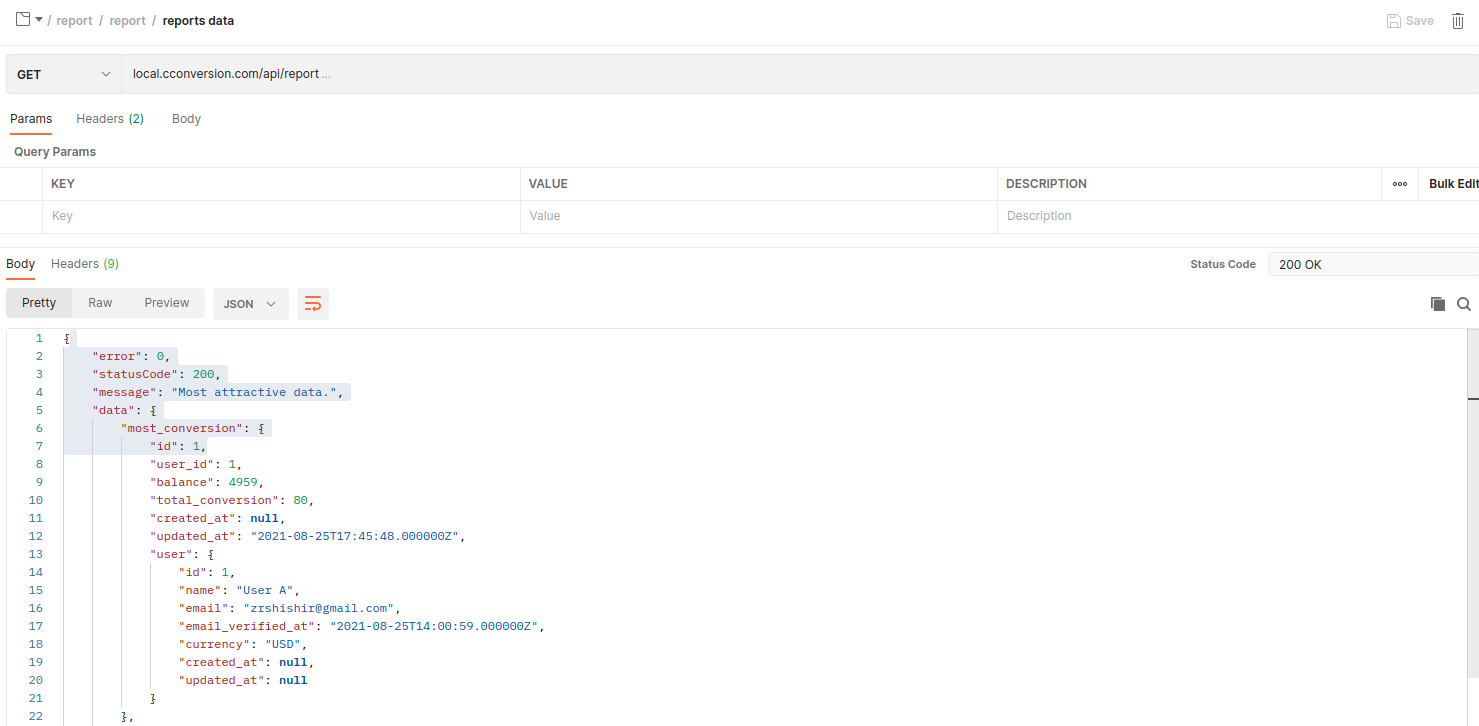 / report / report / reports data
Save
GET local.cconversion.com/api/report ...
Params Headers (2) Body
Query Params
KEY VALUE DESCRIPTION ooo Bulk Edit
Key Value Description
Body Headers (9) Status Code 200 OK
Pretty Raw Preview JSON
1 {
2 "error": 0,
3 "statusCode": 200,
4 "message": "Most attractive data.",
5 "data": {
6 "most_conversion": {
7 "id": 1,
8 "user_id": 1,
9 "balance": 4959,
10 "total_conversion": 80,
11 "created_at": null,
12 "updated_at": "2021-08-25T17:45:48.000000Z",
13 "user": {
14 "id": 1,
15 "name": "User A",
16 "email": "zrshishir@gmail.com",
17 "email_verified_at": "2021-08-25T14:00:59.000000Z",
18 "currency": "USD",
19 "created_at": null,
20 "updated_at": null
21 }
22 },